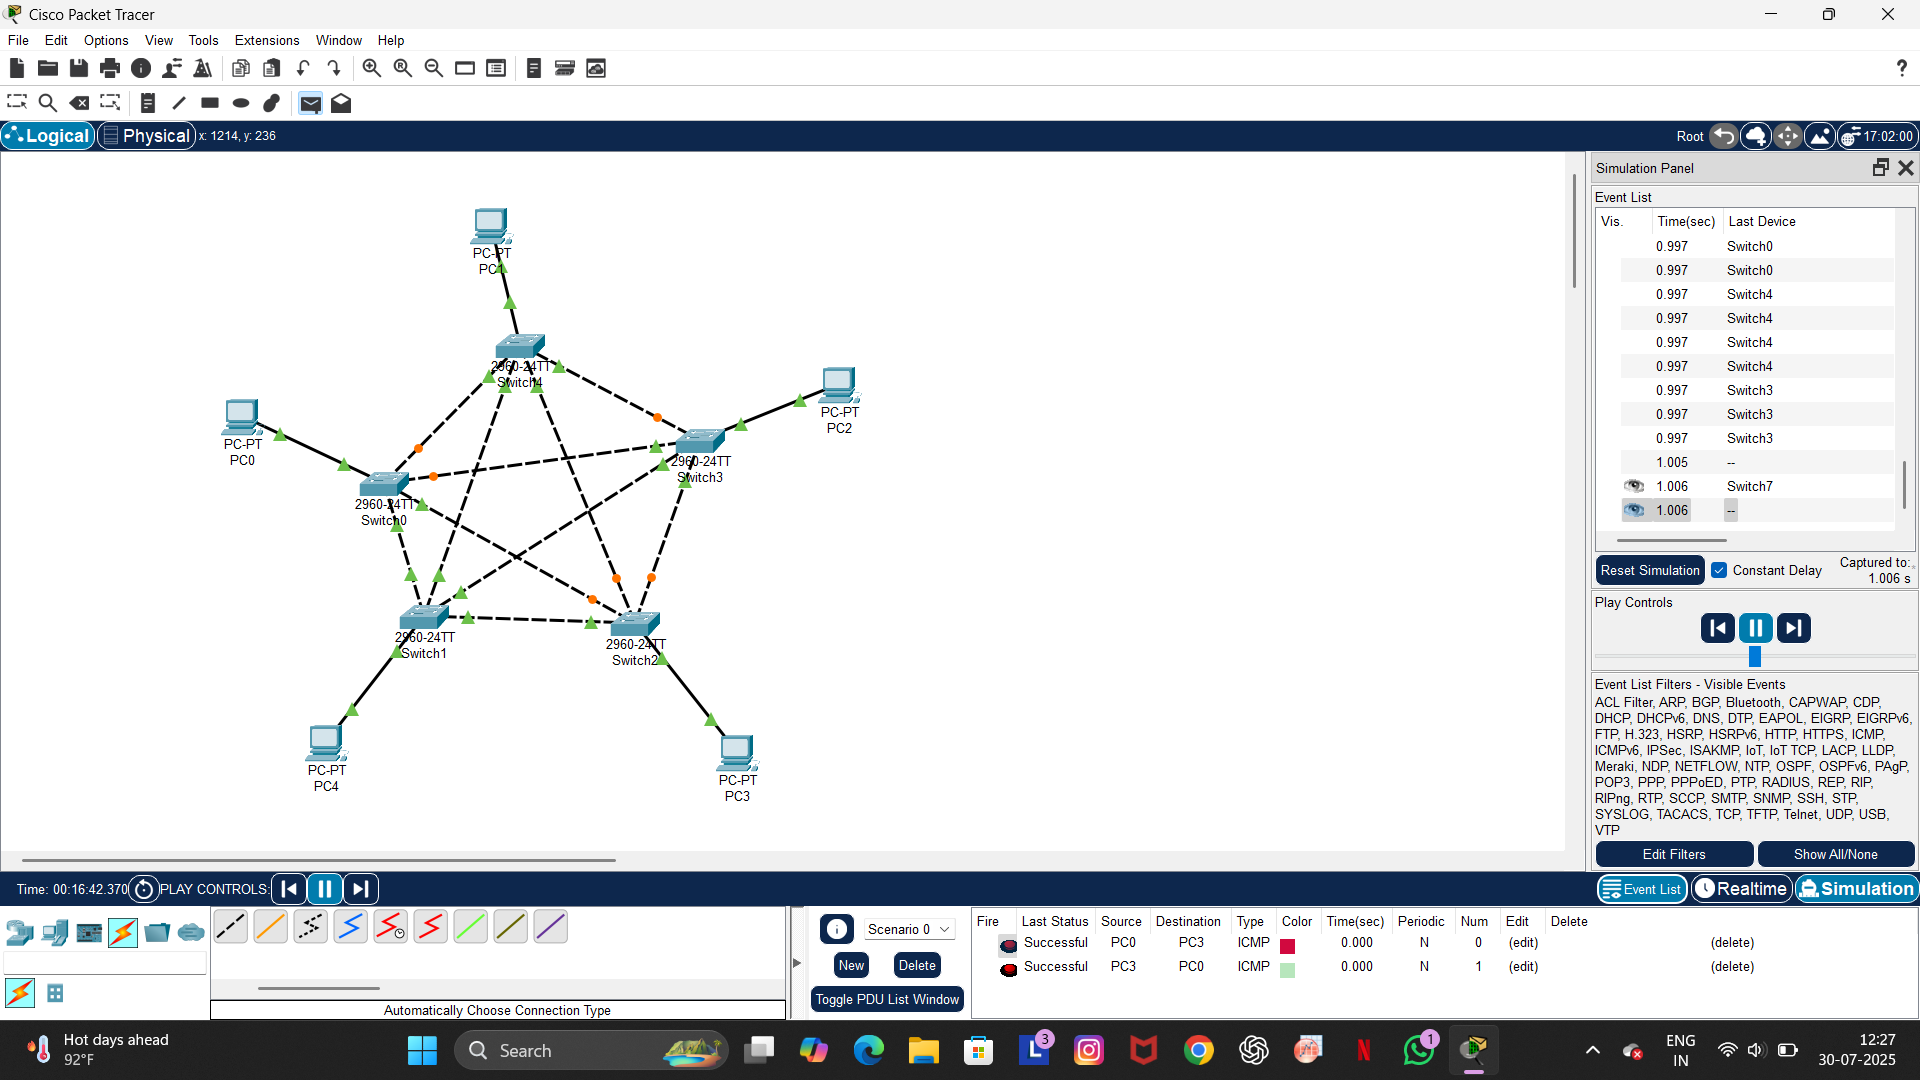 Cisco Packet Tracer
File Edit Options View Tools Extensions Window Help
?
Logical Physical x: 1214, y: 236
Root 17:02:00
PC-PT
PC1
2960-24TT
Switch4
PC-PT
PC2
PC-PT
PC0
2960-24TT
Switch3
2960-24TT
Switch0
2960-24TT
Switch1
2960-24TT
Switch2
PC-PT
PC4
PC-PT
PC3
Simulation Panel
Event List
Vis. Time(sec) Last Device
0.997 Switch0
0.997 Switch0
0.997 Switch4
0.997 Switch4
0.997 Switch4
0.997 Switch4
0.997 Switch3
0.997 Switch3
0.997 Switch3
1.005 --
1.006 Switch7
1.006 --
Reset Simulation Constant Delay Captured to:
1.006 s
Play Controls
Event List Filters - Visible Events
ACL Filter, ARP, BGP, Bluetooth, CAPWAP, CDP,
DHCP, DHCPv6, DNS, DTP, EAPOL, EIGRP, EIGRPv6,
FTP, H.323, HSRP, HSRPv6, HTTP, HTTPS, ICMP,
ICMPv6, IPSec, ISAKMP, IoT, IoT TCP, LACP, LLDP,
Meraki, NDP, NETFLOW, NTP, OSPF, OSPFv6, PAgP,
POP3, PPP, PPPoED, PTP, RADIUS, REP, RIP,
RIPng, RTP, SCCP, SMTP, SNMP, SSH, STP,
SYSLOG, TACACS, TCP, TFTP, Telnet, UDP, USB,
VTP
Edit Filters Show All/None
Time: 00:16:42.370 PLAY CONTROLS:
Event List Realtime Simulation
Automatically Choose Connection Type
Scenario 0
New Delete
Toggle PDU List Window
Fire Last Status Source Destination Type Color Time(sec) Periodic Num Edit Delete
Successful PC0 PC3 ICMP 0.000 N 0 (edit) (delete)
Successful PC3 PC0 ICMP 0.000 N 1 (edit) (delete)
Hot days ahead
92°F
Search
L 3
N
1
ENG
IN
12:27
30-07-2025